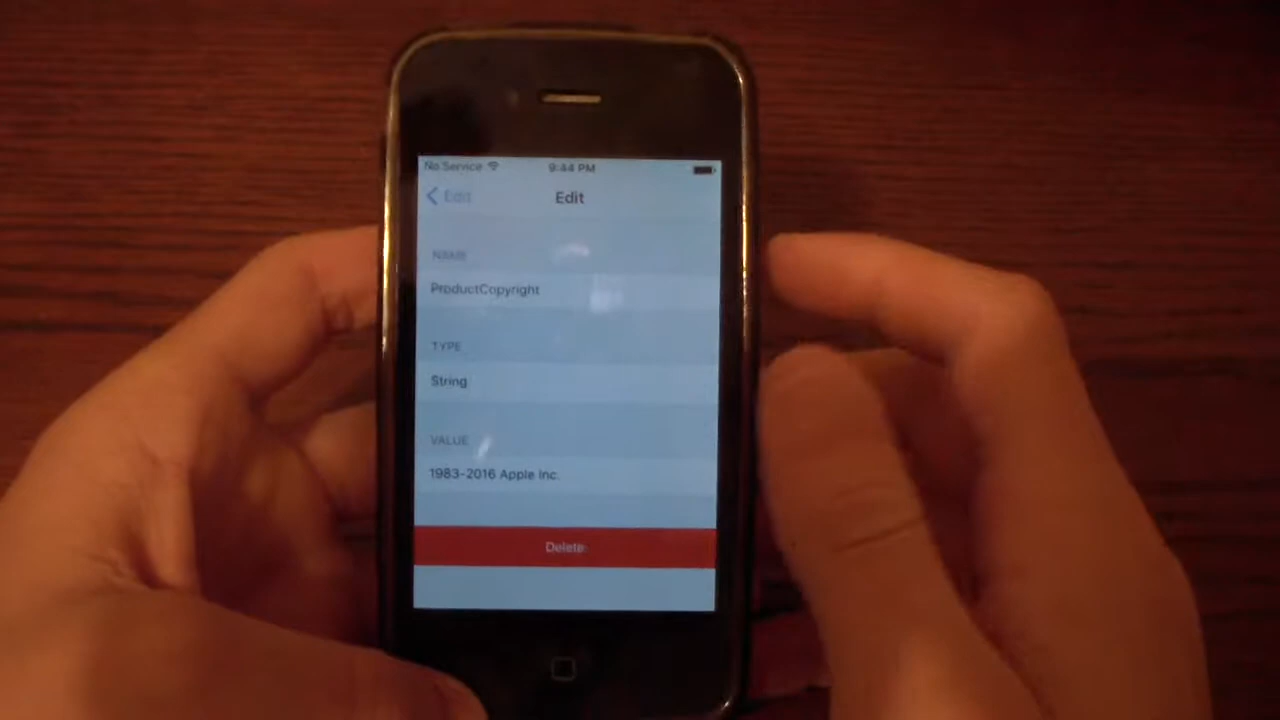 No Service 9:44 PM
Edit Edit
NAME
ProductCopyright
TYPE
String
VALUE
1983-2016 Apple Inc.
Delete